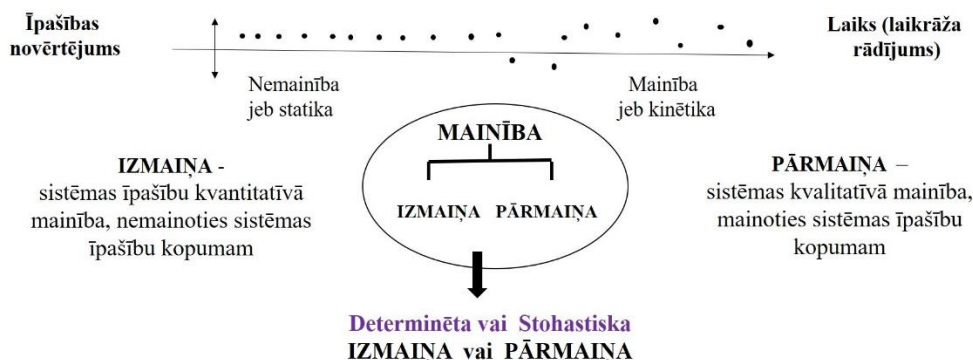 Īpašības
novērtējums
Laiks (laikrāža
rādījums)
Nemainība
jeb statika
Mainība
jeb kinētika
MAINĪBA
IZMAIŅA PĀRMAIŅA
IZMAIŅA -
sistēmas īpašību kvantitatīvā
mainība, nemainoties sistēmas
īpašību kopumam
PĀRMAIŅA –
sistēmas kvalitatīvā mainība,
mainoties sistēmas īpašību
kopumam
Determinēta vai Stohastiska
IZMAIŅA vai PĀRMAIŅA